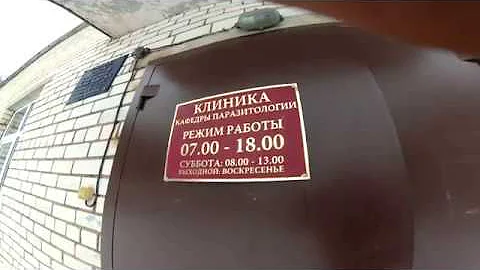 КЛИНИКА
КАФЕДРЫ ПАРАЗИТОЛОГИИ
РЕЖИМ РАБОТЫ
07.00 - 18.00
СУББОТА: 08.00 - 13.00
ВЫХОДНОЙ: ВОСКРЕСЕНЬЕ